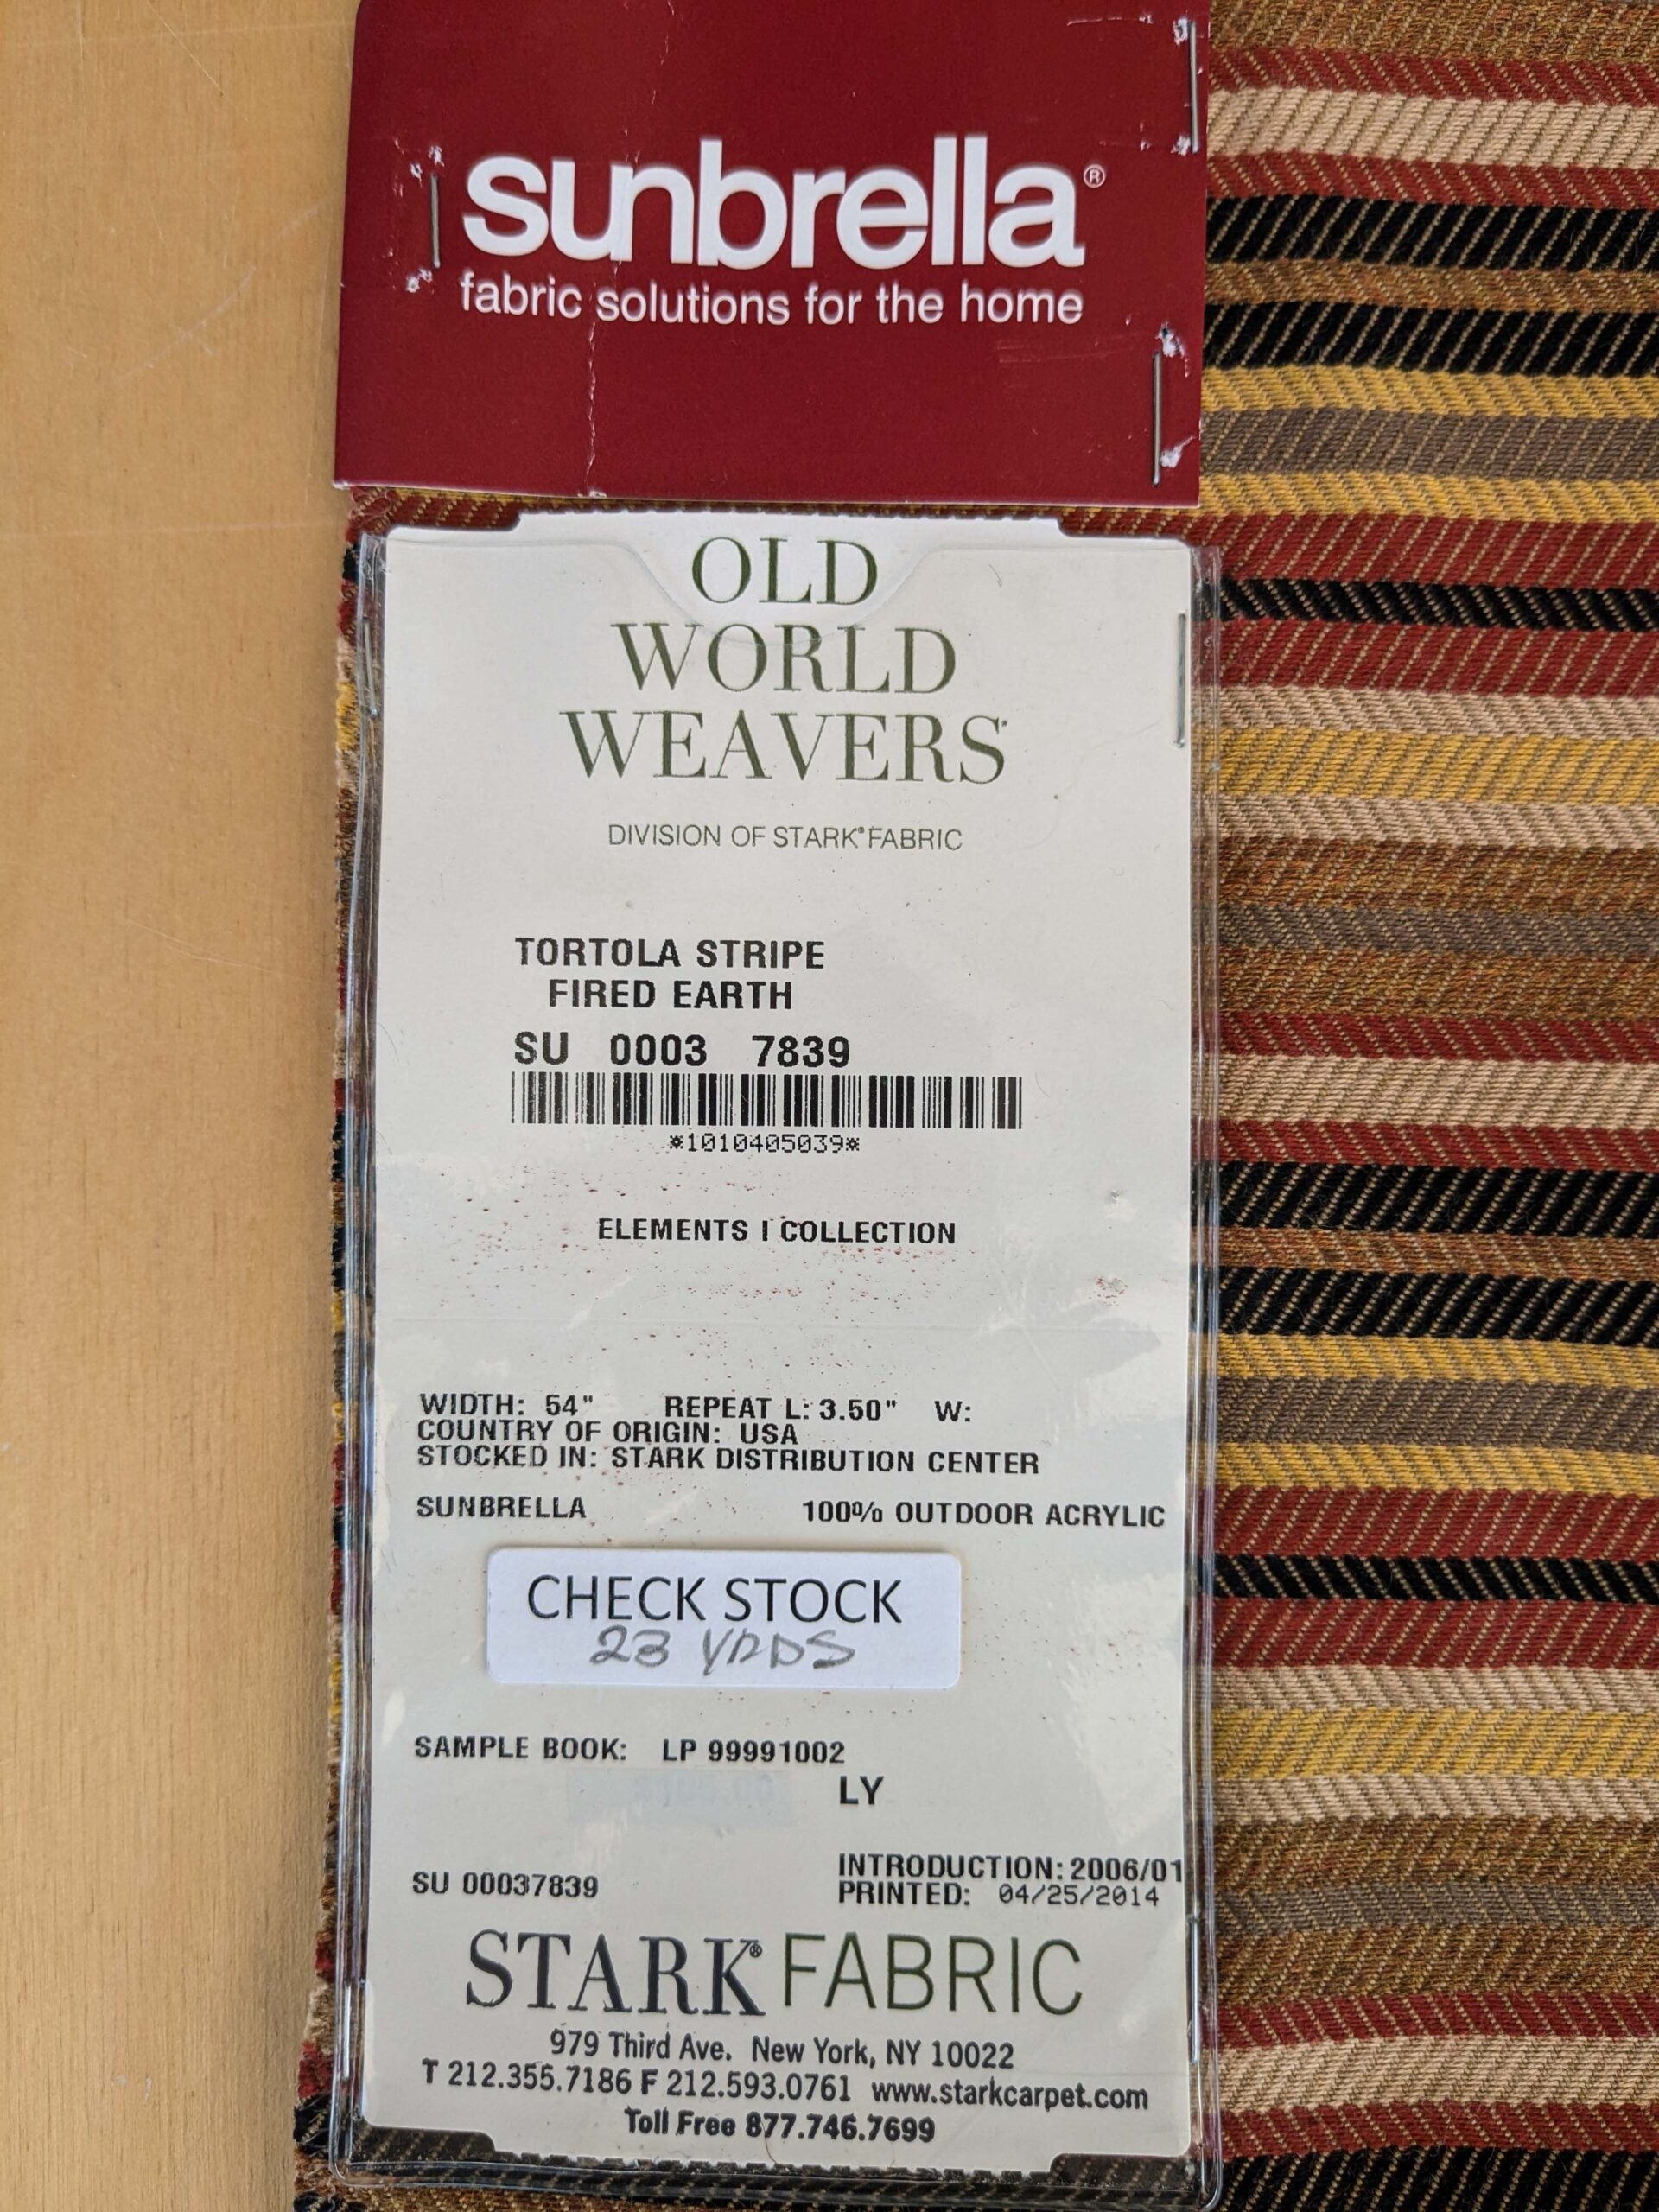 sunbrella®
fabric solutions for the home
OLD
WORLD
WEAVERS
DIVISION OF STARK® FABRIC
TORTOLA STRIPE
FIRED EARTH
SU 0003 7839
*1010405039*
ELEMENTS I COLLECTION
WIDTH: 54" REPEAT L: 3.50" W:
COUNTRY OF ORIGIN: USA
STOCKED IN: STARK DISTRIBUTION CENTER
SUNBRELLA 100% OUTDOOR ACRYLIC
CHECK STOCK
23 YRDS
SAMPLE BOOK: LP 99991002
LY
INTRODUCTION: 2006/01
SU 00037839 PRINTED: 04/25/2014
STARK® FABRIC
979 Third Ave. New York, NY 10022
T 212.355.7186 F 212.593.0761 www.starkcarpet.com
Toll Free 877.746.7699